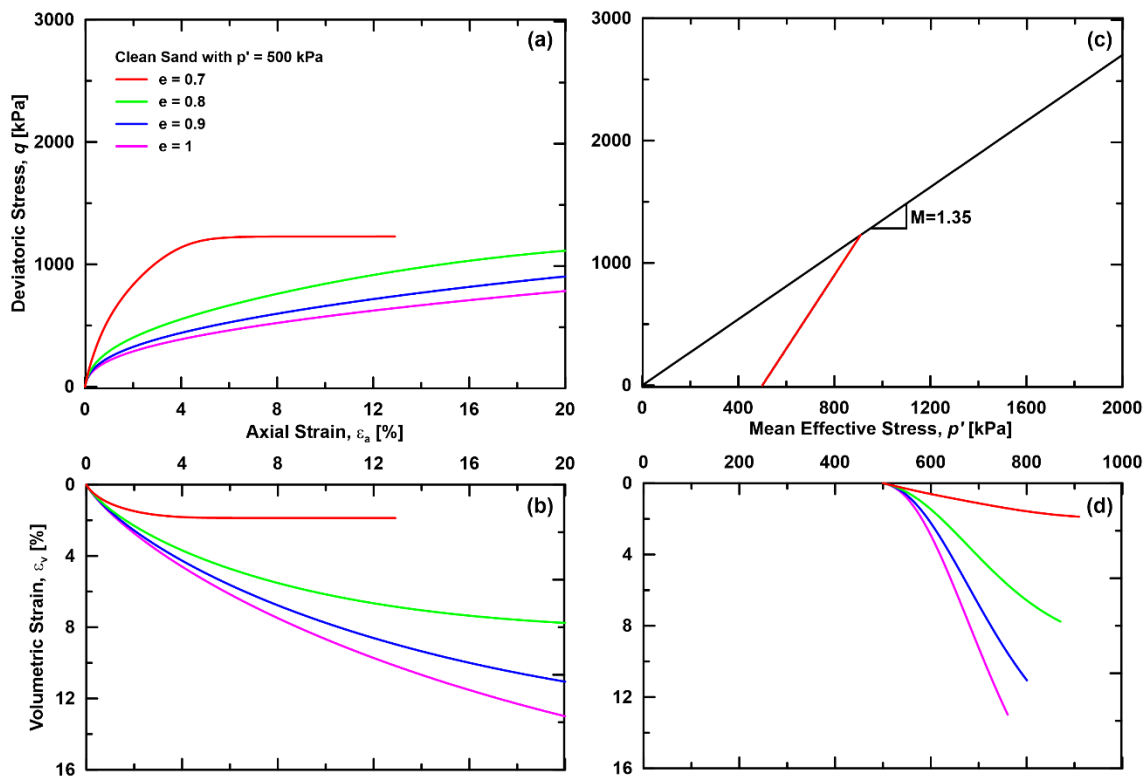 (a)
Clean Sand with p' = 500 kPa
e = 0.7
e = 0.8
e = 0.9
e = 1
3000
2000
1000
0
Deviatoric Stress, q [kPa]
0 4 8 12 16 20
Axial Strain, εa [%]
(c)
M=1.35
3000
2000
1000
0
0 400 800 1200 1600 2000
Mean Effective Stress, p' [kPa]
0 4 8 12 16 20
(b)
0
4
8
12
16
Volumetric Strain, εv [%]
0 200 400 600 800 1000
(d)
0
4
8
12
16